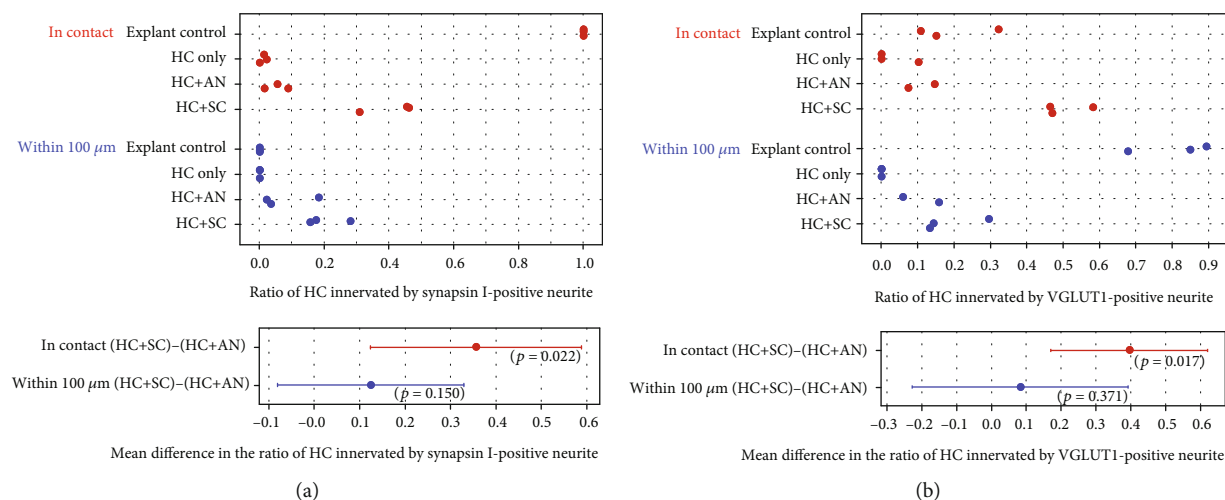 In contact Explant control
HC only
HC+AN
HC+SC
Within 100 μm Explant control
HC only
HC+AN
HC+SC
0.0 0.2 0.4 0.6 0.8 1.0
Ratio of HC innervated by synapsin I-positive neurite
In contact (HC+SC)–(HC+AN)
(p = 0.022)
Within 100 μm (HC+SC)–(HC+AN)
(p = 0.150)
–0.1 –0.0 0.1 0.2 0.3 0.4 0.5 0.6
Mean difference in the ratio of HC innervated by synapsin I-positive neurite
(a)
In contact Explant control
HC only
HC+AN
HC+SC
Within 100 μm Explant control
HC only
HC+AN
HC+SC
0.0 0.1 0.2 0.3 0.4 0.5 0.6 0.7 0.8 0.9
Ratio of HC innervated by VGLUT1-positive neurite
In contact (HC+SC)–(HC+AN)
(p = 0.017)
Within 100 μm (HC+SC)–(HC+AN)
(p = 0.371)
–0.3 –0.2 0.1 0.0 0.1 0.2 0.3 0.4 0.5 0.6
Mean difference in the ratio of HC innervated by VGLUT1-positive neurite
(b)